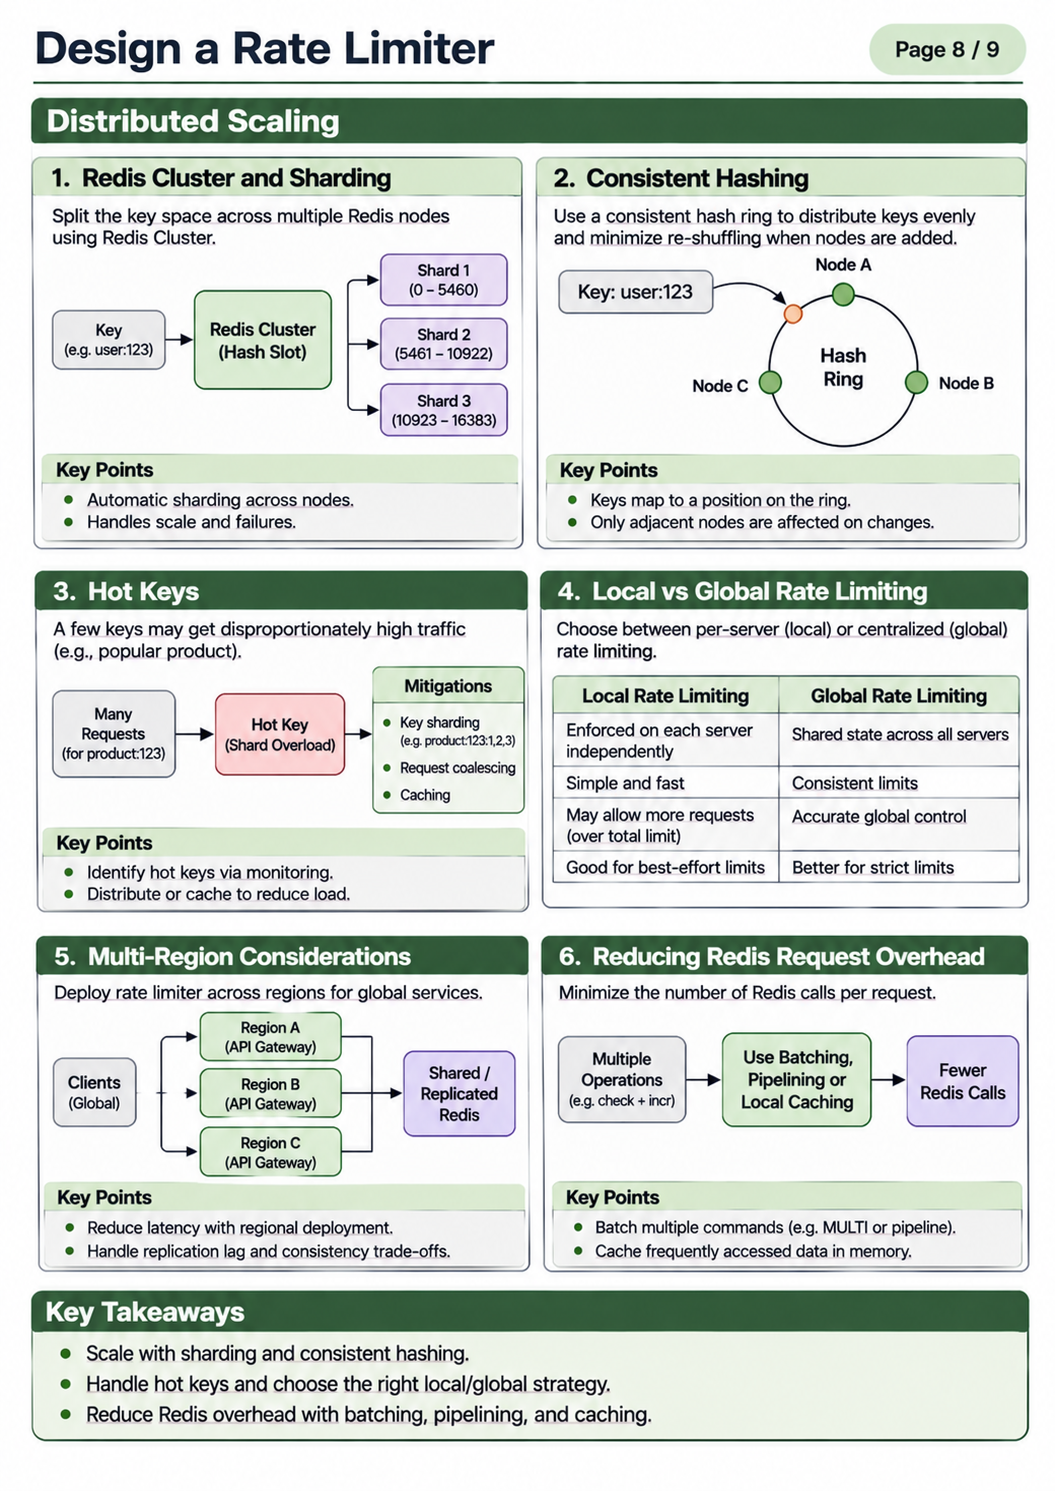 Design a Rate Limiter
Page 8 / 9
Distributed Scaling
1. Redis Cluster and Sharding
Split the key space across multiple Redis nodes
using Redis Cluster.
Key
(e.g. user:123)
Redis Cluster
(Hash Slot)
Shard 1
(0 – 5460)
Shard 2
(5461 – 10922)
Shard 3
(10923 – 16383)
Key Points
• Automatic sharding across nodes.
• Handles scale and failures.
2. Consistent Hashing
Use a consistent hash ring to distribute keys evenly
and minimize re-shuffling when nodes are added.
Key: user:123
Node A
Hash
Ring
Node C
Node B
Key Points
• Keys map to a position on the ring.
• Only adjacent nodes are affected on changes.
3. Hot Keys
A few keys may get disproportionately high traffic
(e.g., popular product).
Many
Requests
(for product:123)
Hot Key
(Shard Overload)
Mitigations
• Key sharding
(e.g. product:123:1,2,3)
• Request coalescing
• Caching
Key Points
• Identify hot keys via monitoring.
• Distribute or cache to reduce load.
4. Local vs Global Rate Limiting
Choose between per-server (local) or centralized (global)
rate limiting.
Local Rate Limiting
Global Rate Limiting
Enforced on each server
independently
Shared state across all servers
Simple and fast
Consistent limits
May allow more requests
(over total limit)
Accurate global control
Good for best-effort limits
Better for strict limits
5. Multi-Region Considerations
Deploy rate limiter across regions for global services.
Clients
(Global)
Region A
(API Gateway)
Region B
(API Gateway)
Region C
(API Gateway)
Shared /
Replicated
Redis
Key Points
• Reduce latency with regional deployment.
• Handle replication lag and consistency trade-offs.
6. Reducing Redis Request Overhead
Minimize the number of Redis calls per request.
Multiple
Operations
(e.g. check + incr)
Use Batching,
Pipelining or
Local Caching
Fewer
Redis Calls
Key Points
• Batch multiple commands (e.g. MULTI or pipeline).
• Cache frequently accessed data in memory.
Key Takeaways
• Scale with sharding and consistent hashing.
• Handle hot keys and choose the right local/global strategy.
• Reduce Redis overhead with batching, pipelining, and caching.